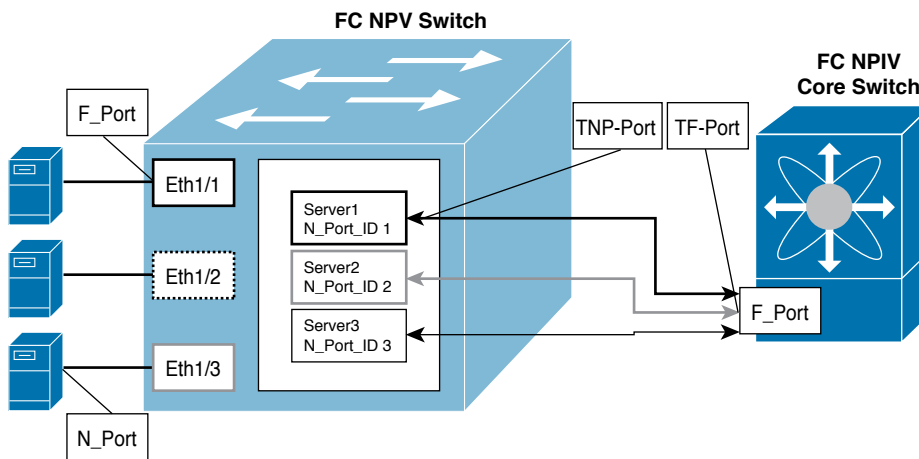 FC NPV Switch
FC NPIV
Core Switch
F_Port
TNP-Port
TF-Port
Eth1/1
Server1
N_Port_ID 1
Eth1/2
Server2
N_Port_ID 2
F_Port
Server3
N_Port_ID 3
Eth1/3
N_Port